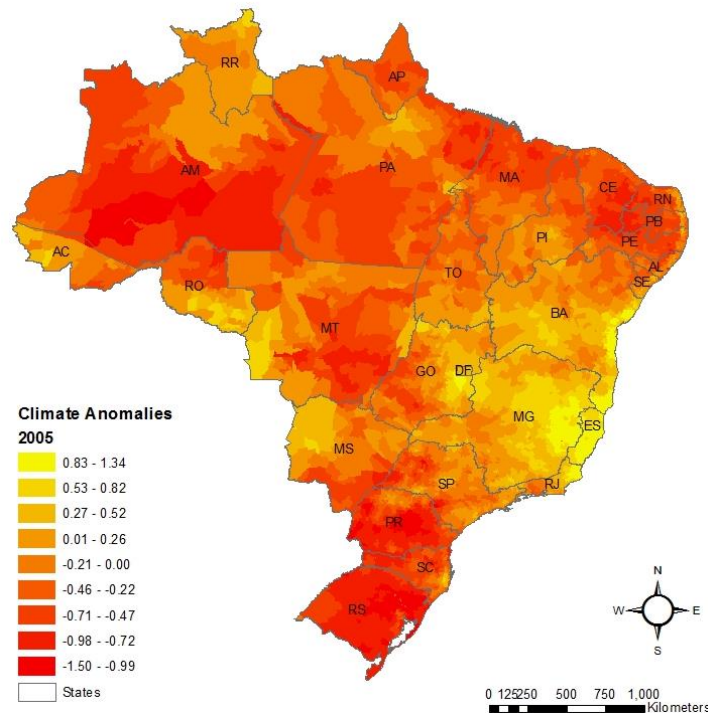 RR
AP
AM
PA
MA
CE
RN
PB
PE
PI
AL
SE
AC
RO
TO
BA
MT
GO
DF
MG
ES
MS
SP
RJ
PR
SC
RS
Climate Anomalies
2005
0.83 - 1.34
0.53 - 0.82
0.27 - 0.52
0.01 - 0.26
-0.21 - 0.00
-0.46 - -0.22
-0.71 - -0.47
-0.98 - -0.72
-1.50 - -0.99
States
N
W E
S
0 125250 500 750 1,000
Kilometers